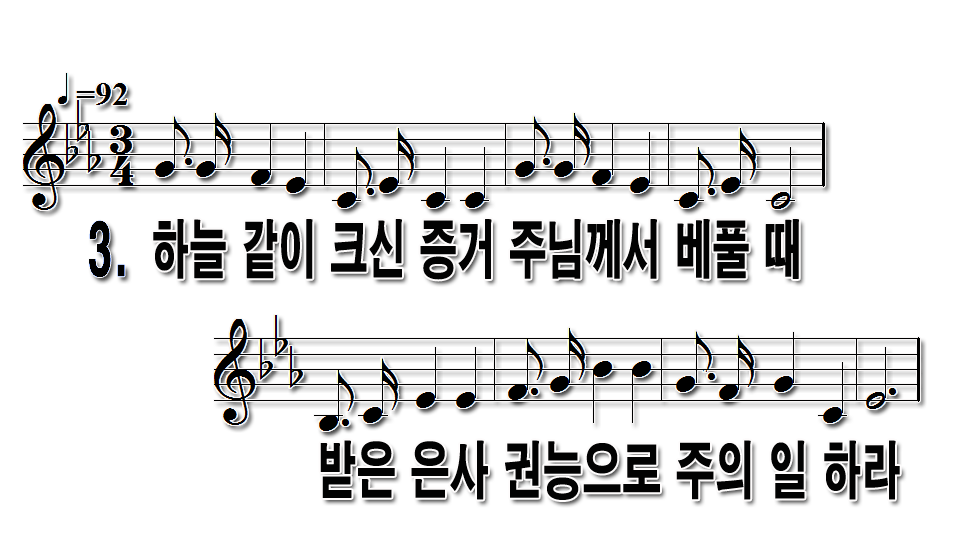 ♩=92
3/4
3. 하늘 같이 크신 증거 주님께서 베풀 때
받은 은사 권능으로 주의 일 하라